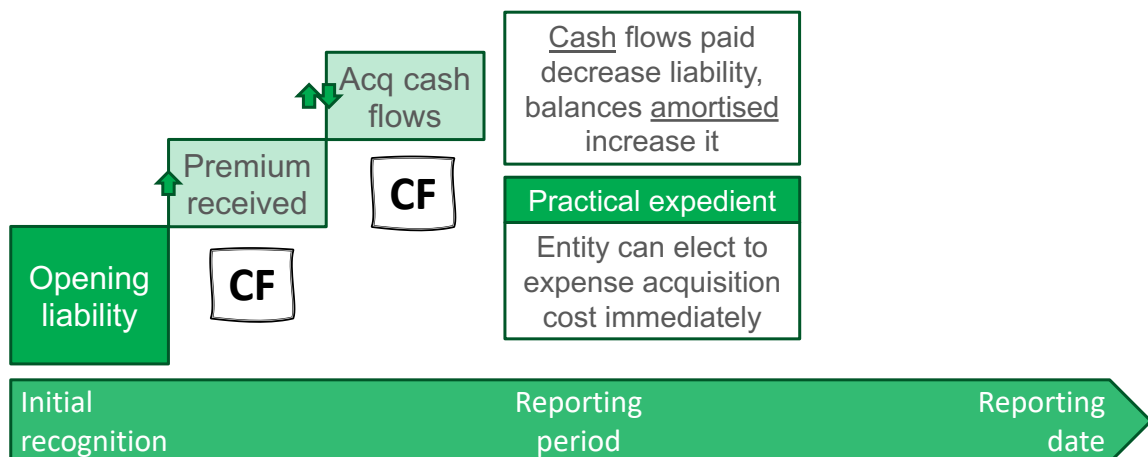 Acq cash
flows
Cash flows paid
decrease liability,
balances amortised
increase it
Premium
received
CF
Practical expedient
Entity can elect to
expense acquisition
cost immediately
Opening
liability
CF
Initial
recognition
Reporting
period
Reporting
date